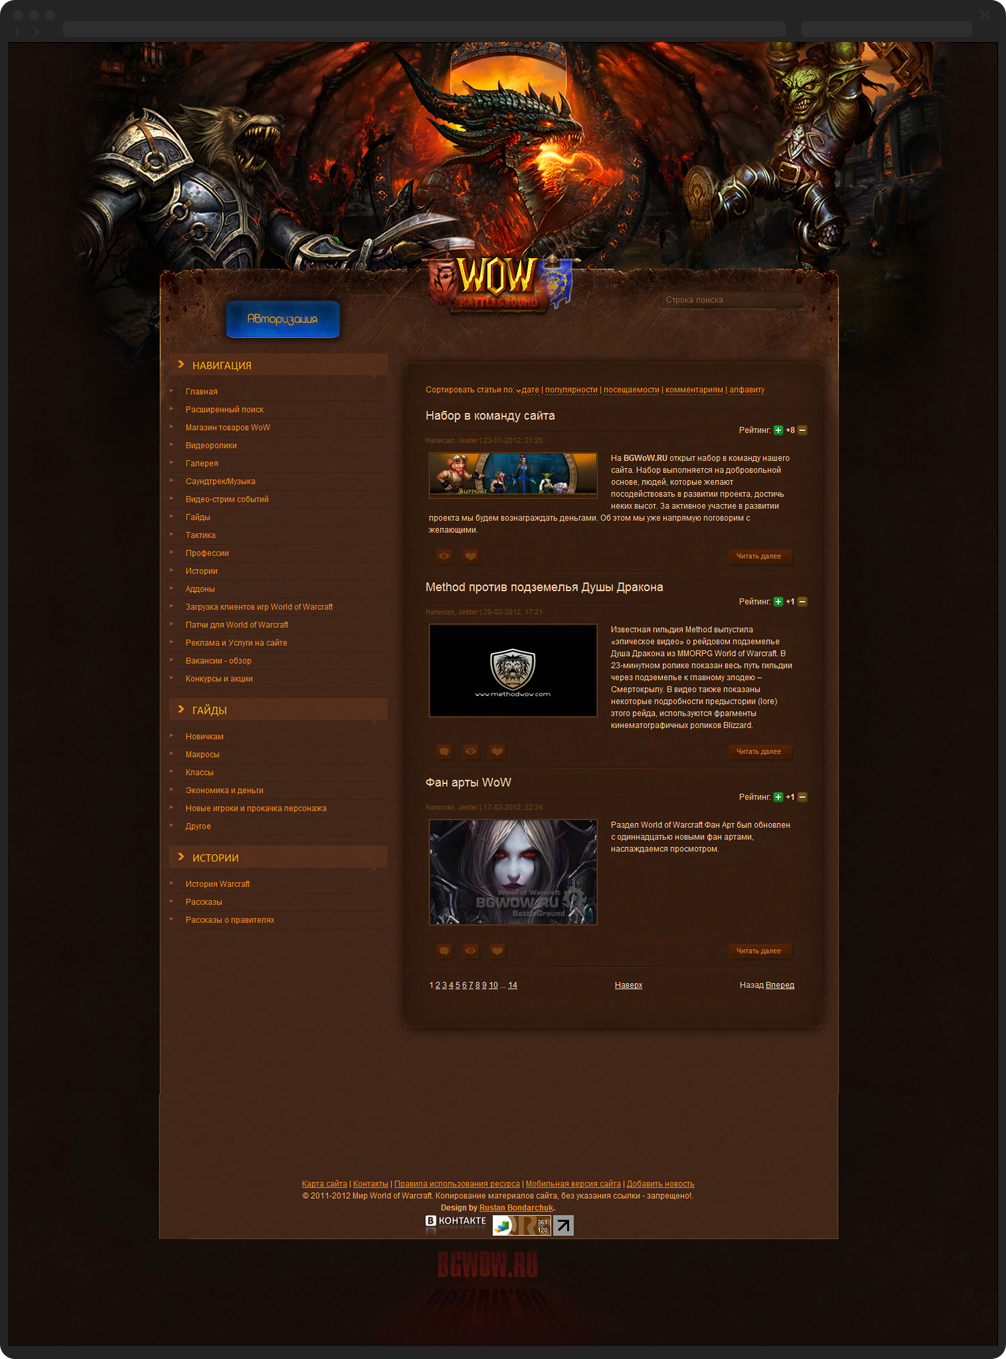 WOW
BATTLEGROUND
Строка поиска
Авторизация
НАВИГАЦИЯ
Главная
Расширенный поиск
Магазин товаров WoW
Видеоролики
Галерея
Саундтрек/Музыка
Видео-стрим событий
Гайды
Тактика
Профессии
Истории
Аддоны
Загрузка клиентов игр World of Warcraft
Патчи для World of Warcraft
Реклама и Услуги на сайте
Вакансии - обзор
Конкурсы и акции
ГАЙДЫ
Новичкам
Макросы
Классы
Экономика и деньги
Новые игроки и прокачка персонажа
Другое
ИСТОРИИ
История Warcraft
Рассказы
Рассказы о правителях
Сортировать статьи по: дате | популярности | посещаемости | комментариям | алфавиту
Набор в команду сайта
Рейтинг: +8
Написал, Jester | 23-01-2012, 21:25
Support
На BGWoW.RU открыт набор в команду нашего
сайта. Набор выполняется на добровольной
основе, людей, которые желают
посодействовать в развитии проекта, достичь
неких высот. За активное участие в развитии
проекта мы будем вознаграждать деньгами. Об этом мы уже напрямую поговорим с
желающими.
Читать далее
Method против подземелья Душы Дракона
Рейтинг: +1
Написал, Jester | 20-02-2012, 17:21
www.methodwow.com
Известная гильдия Method выпустила
«эпическое видео» о рейдовом подземелье
Душа Дракона из MMORPG World of Warcraft. В
23-минутном ролике показан весь путь гильдии
через подземелье к главному злодею –
Смертокрылу. В видео также показаны
некоторые подробности предыстории (lore)
этого рейда, используются фрагменты
кинематографичных роликов Blizzard.
Читать далее
Фан арты WoW
Рейтинг: +1
Написал, Jester | 17-02-2012, 22:34
World of Warcraft
BGWOW.RU
BattleGround
Раздел World of Warcraft Фан Арт был обновлен
с одиннадцатью новыми фан артами,
наслаждаемся просмотром.
Читать далее
1 2 3 4 5 6 7 8 9 10 ... 14
Наверх
Назад Вперед
Карта сайта | Контакты | Правила использования ресурса | Мобильная версия сайта | Добавить новость
© 2011-2012 Мир World of Warcraft. Копирование материалов сайта, без указания ссылки - запрещено!.
Design by Ruslan Bondarchuk.
В КОНТАКТЕ
361
120
BGWOW.RU